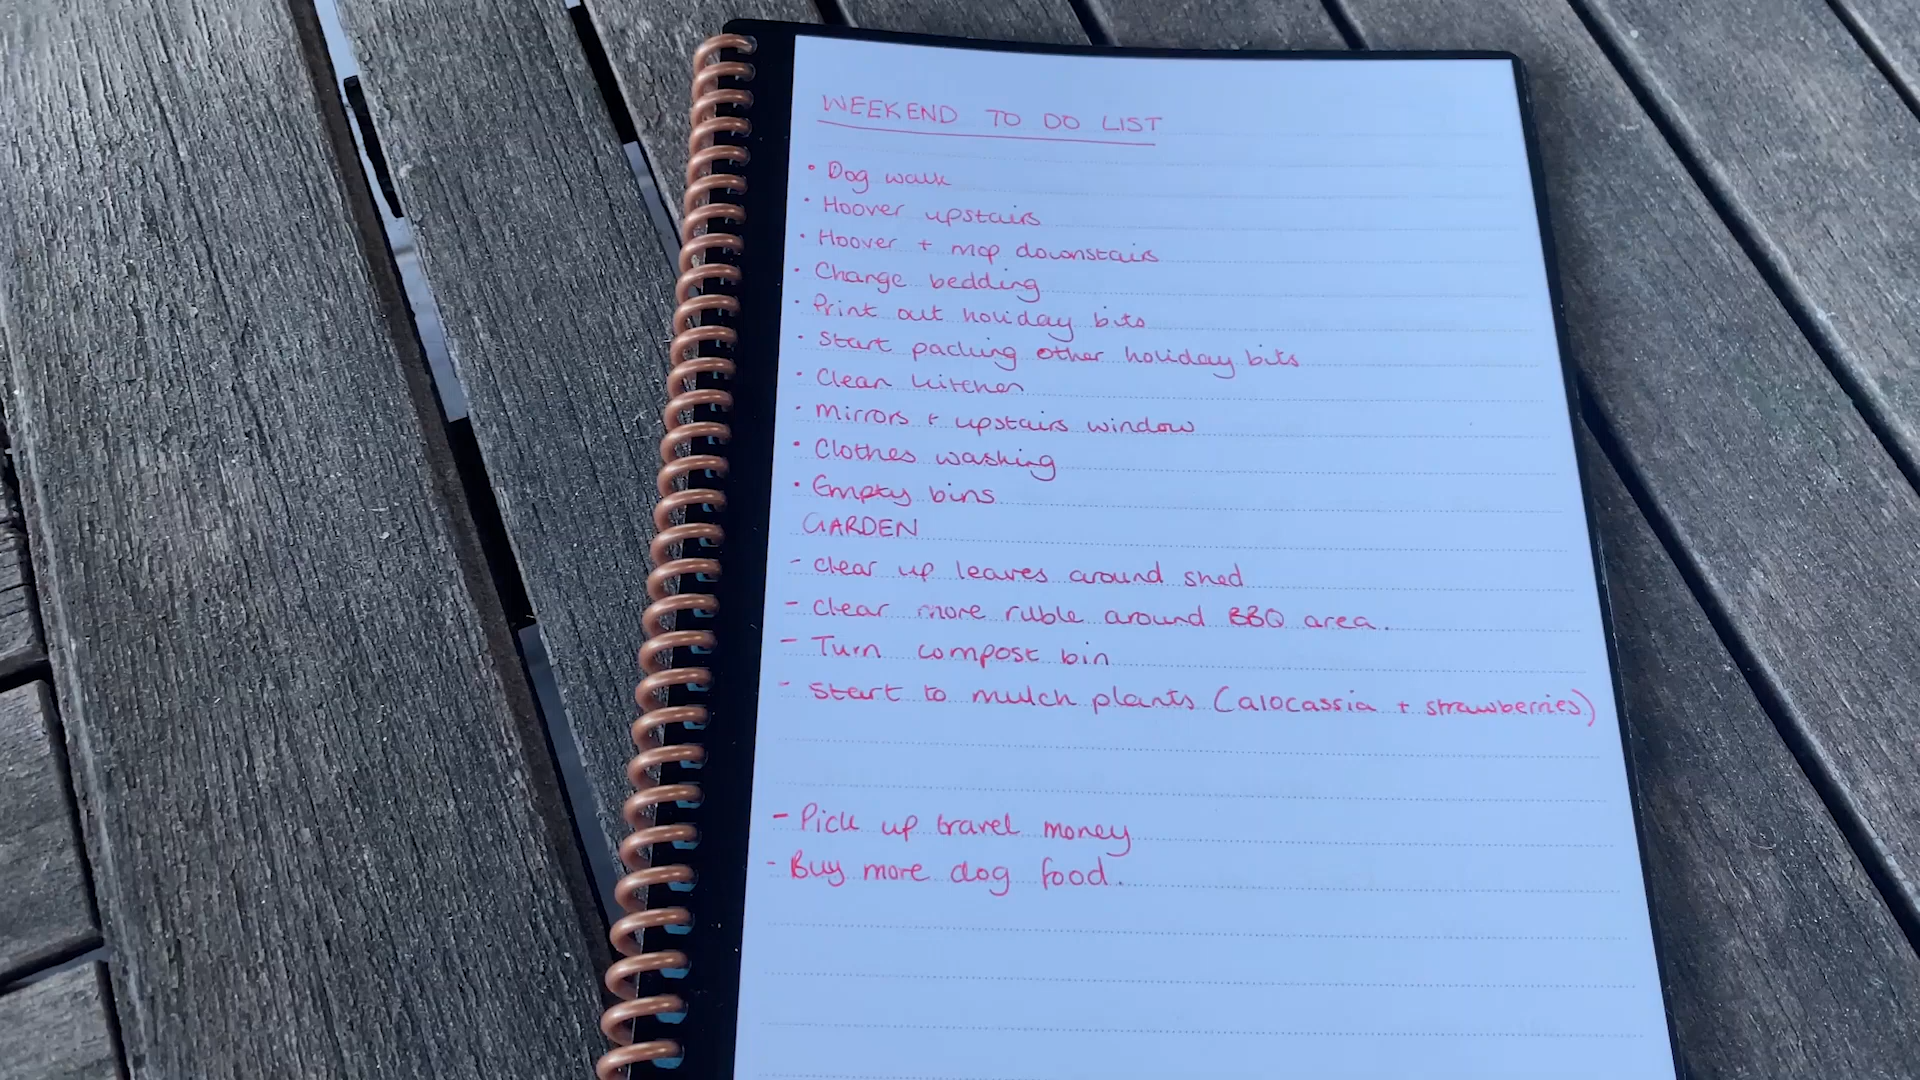 WEEKEND TO DO LIST
• Dog walk
• Hoover upstairs
• Hoover + mop downstairs
• Change bedding
• Print out holiday bits
• Start packing other holiday bits
• Clean kitchen
• Mirrors + upstairs window
• Clothes washing
• Empty bins
GARDEN
- clear up leaves around shed
- clear more ruble around BBQ area.
- Turn compost bin
- Start to mulch plants (alocassia + strawberries)
- Pick up travel money
- Buy more dog food.